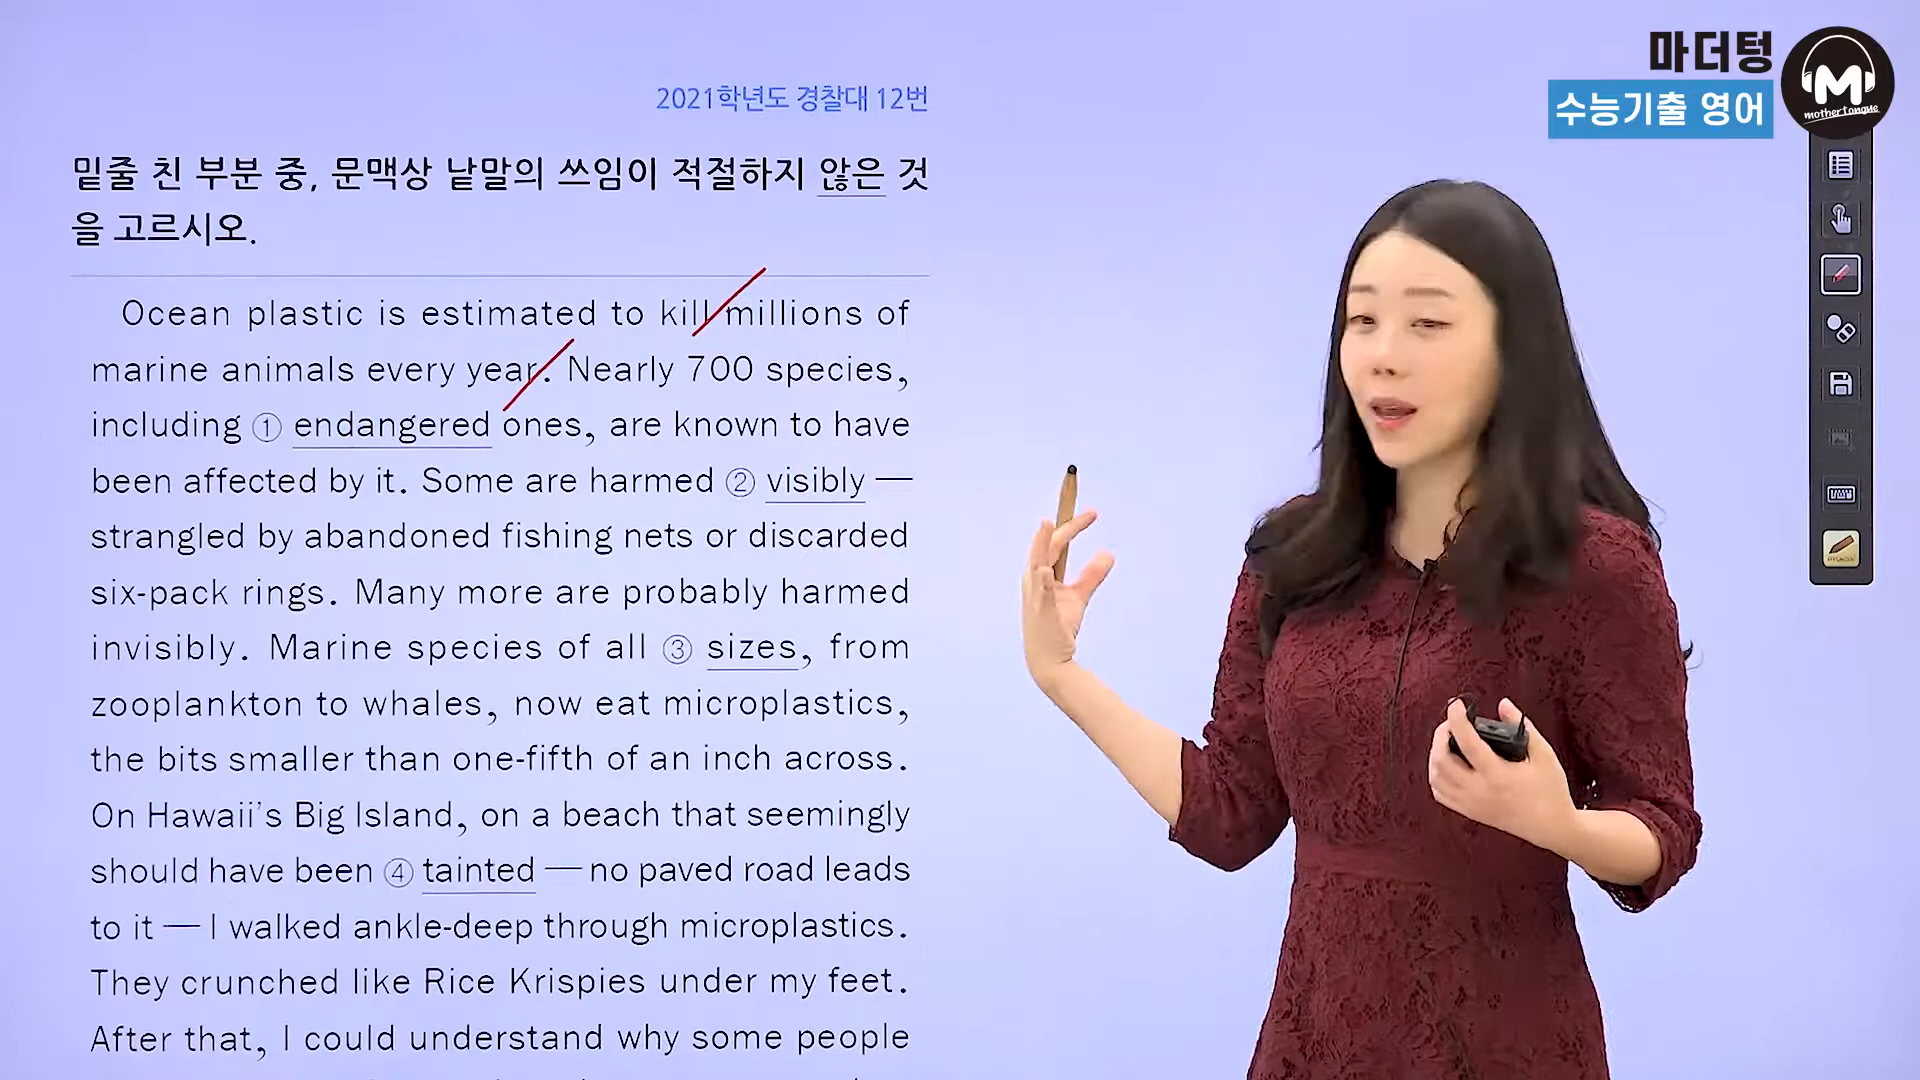 마더텅
수능기출 영어
mothertongue
2021학년도 경찰대 12번
밑줄 친 부분 중, 문맥상 낱말의 쓰임이 적절하지 않은 것
을 고르시오.
Ocean plastic is estimated to kill millions of
marine animals every year. Nearly 700 species,
including ① endangered ones, are known to have
been affected by it. Some are harmed ② visibly —
strangled by abandoned fishing nets or discarded
six-pack rings. Many more are probably harmed
invisibly. Marine species of all ③ sizes, from
zooplankton to whales, now eat microplastics,
the bits smaller than one-fifth of an inch across.
On Hawaii's Big Island, on a beach that seemingly
should have been ④ tainted — no paved road leads
to it — I walked ankle-deep through microplastics.
They crunched like Rice Krispies under my feet.
After that, I could understand why some people